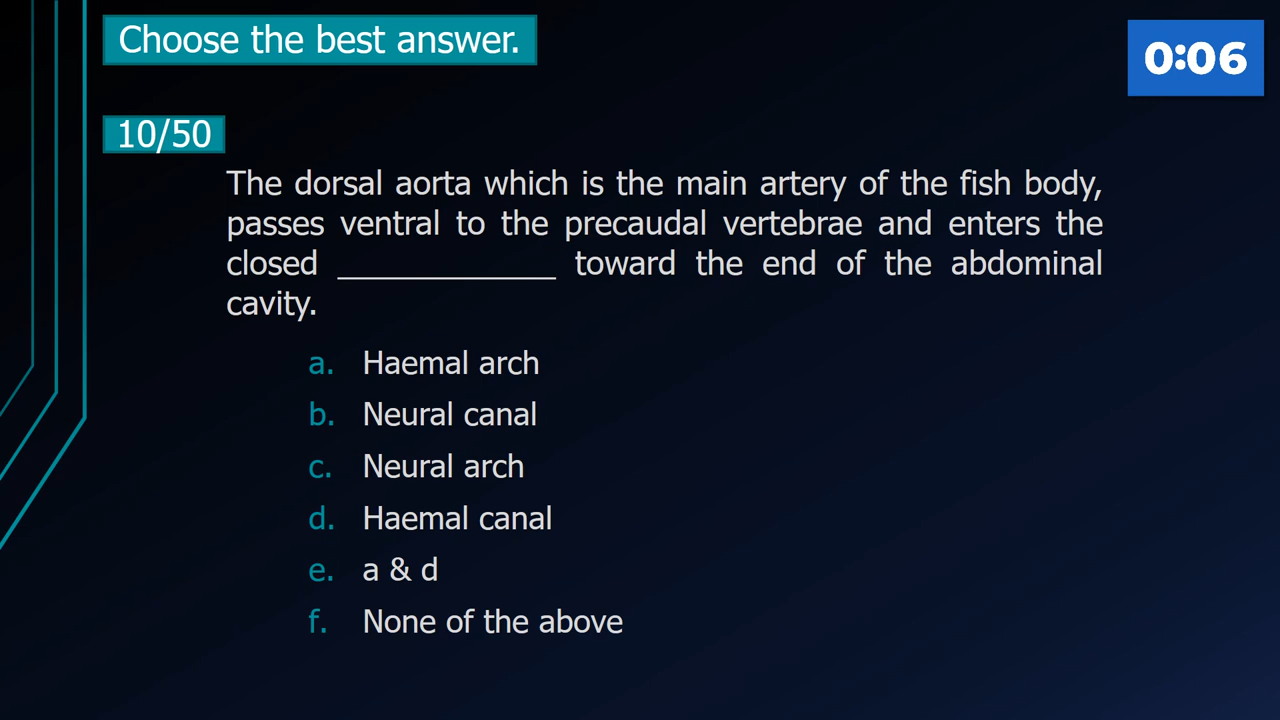 Choose the best answer.
0:06
10/50
The dorsal aorta which is the main artery of the fish body,
passes ventral to the precaudal vertebrae and enters the
closed _____________ toward the end of the abdominal
cavity.
a. Haemal arch
b. Neural canal
c. Neural arch
d. Haemal canal
e. a & d
f. None of the above